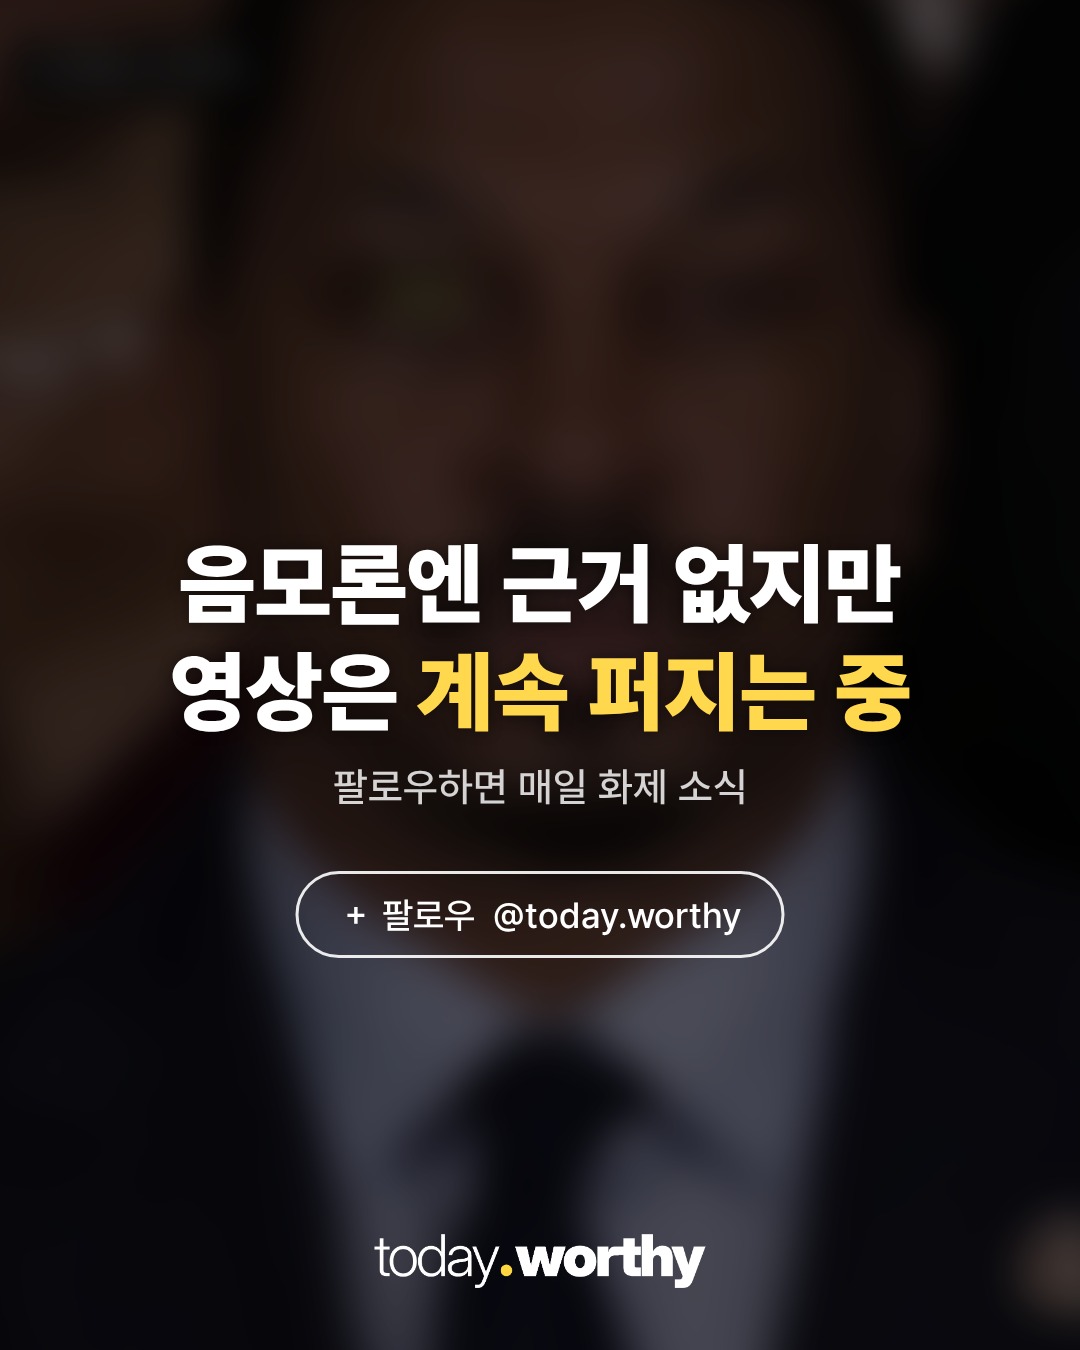 음모론엔 근거 없지만
영상은 계속 퍼지는 중
팔로우하면 매일 화제 소식
+ 팔로우 @today.worthy
today.worthy